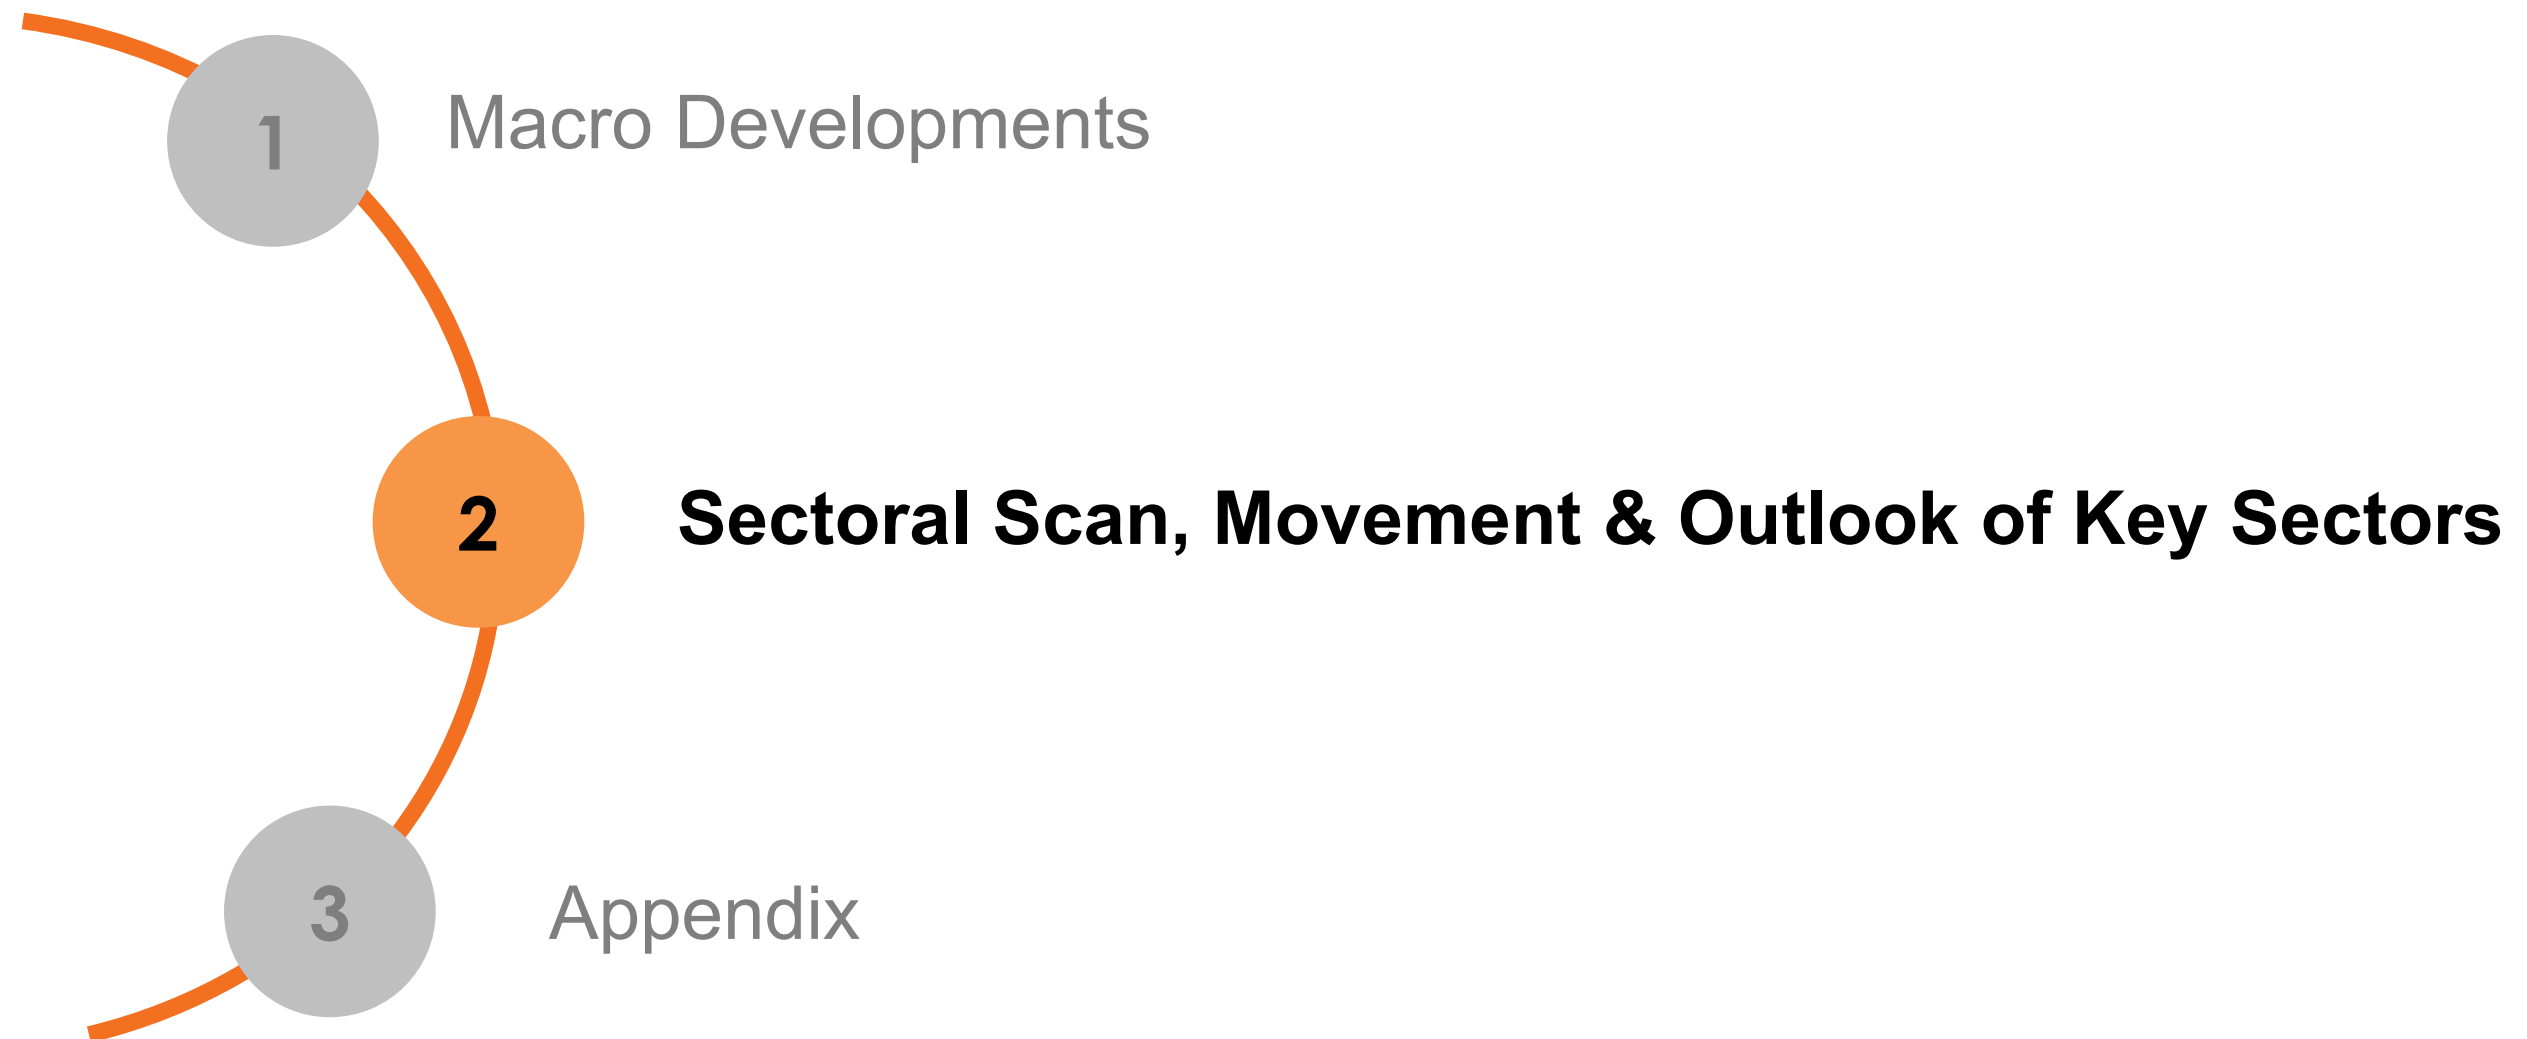 1 Macro Developments
2 Sectoral Scan, Movement & Outlook of Key Sectors
3 Appendix